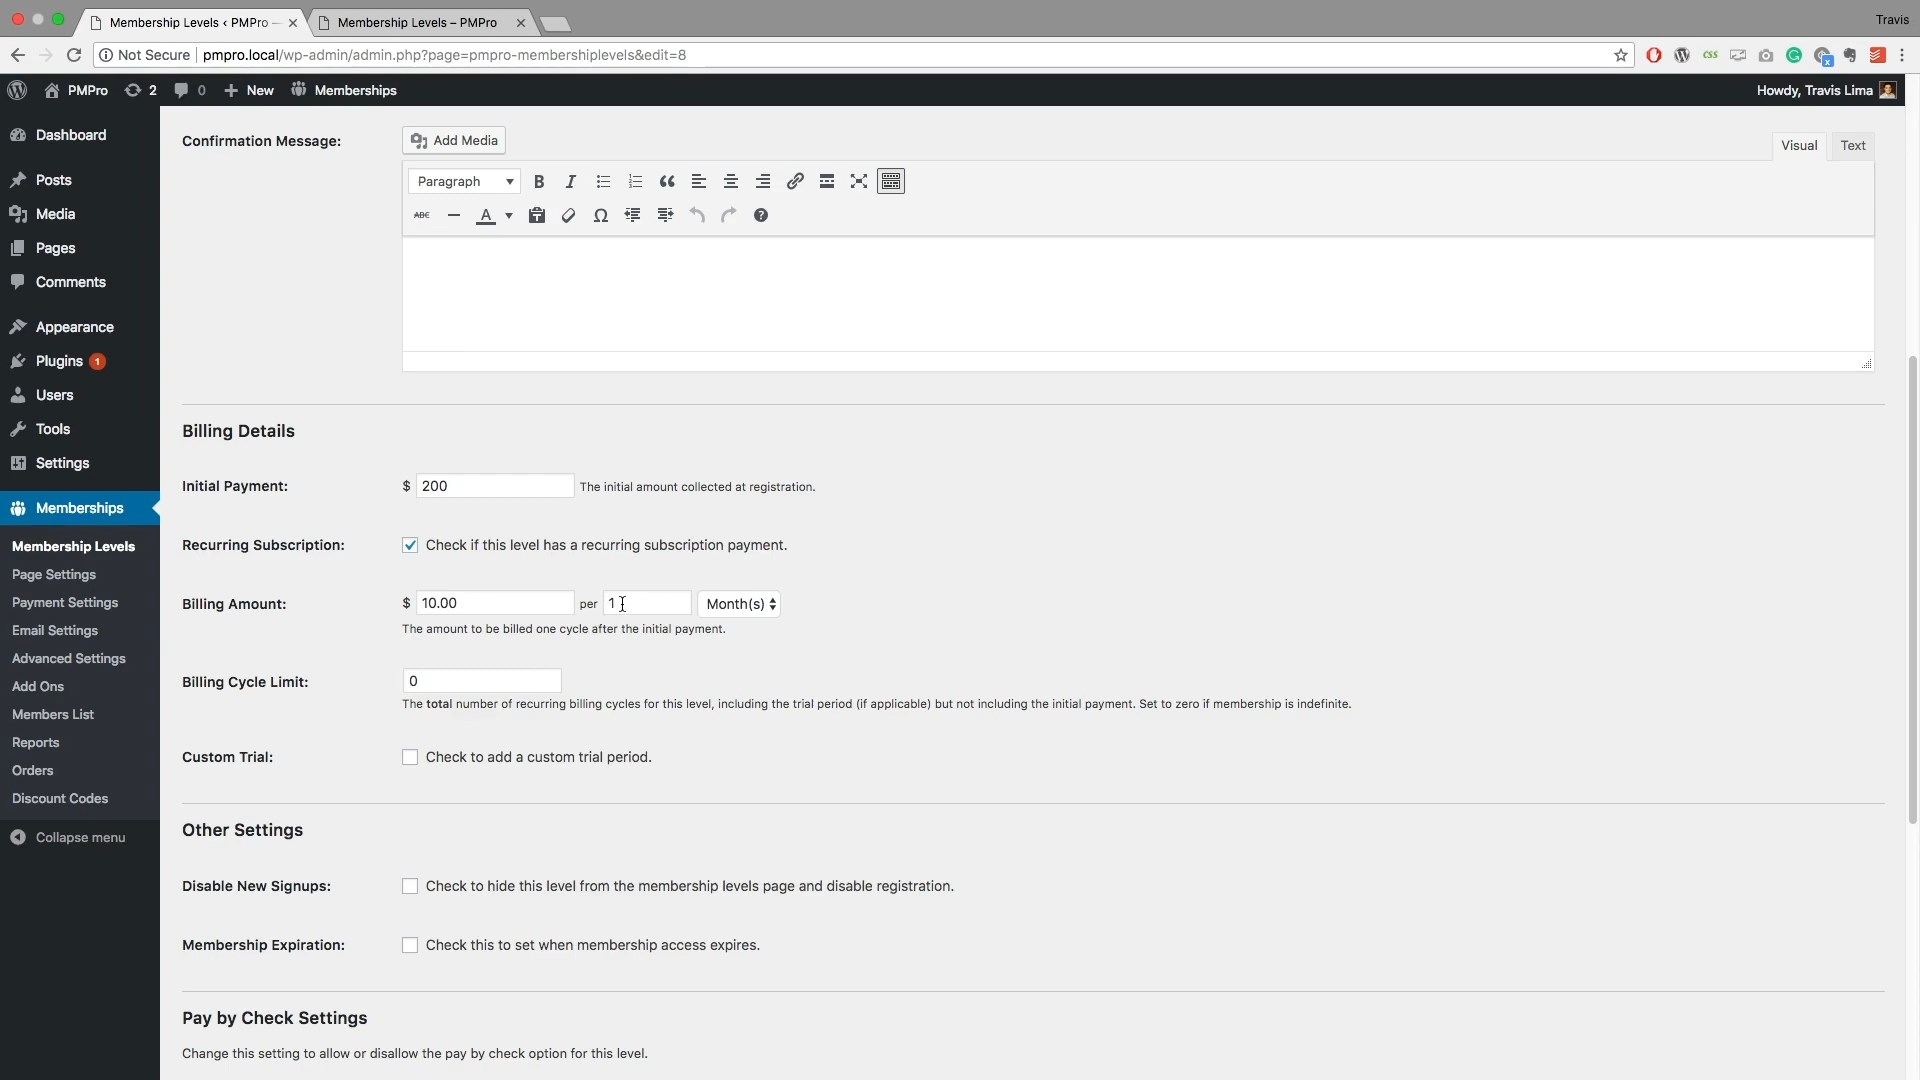 Membership Levels ‹ PMPro —
Membership Levels – PMPro
Travis
Not Secure
pmpro.local/wp-admin/admin.php?page=pmpro-membershiplevels&edit=8
PMPro
2
0
New
Memberships
Howdy, Travis Lima
Dashboard
Posts
Media
Pages
Comments
Appearance
Plugins 1
Users
Tools
Settings
Memberships
Membership Levels
Page Settings
Payment Settings
Email Settings
Advanced Settings
Add Ons
Members List
Reports
Orders
Discount Codes
Collapse menu
Confirmation Message:
Add Media
Visual
Text
Paragraph
B
I
ABC
A
Ω
Billing Details
Initial Payment:
$ 200 The initial amount collected at registration.
Recurring Subscription:
Check if this level has a recurring subscription payment.
Billing Amount:
$ 10.00 per 1 Month(s)
The amount to be billed one cycle after the initial payment.
Billing Cycle Limit:
0
The total number of recurring billing cycles for this level, including the trial period (if applicable) but not including the initial payment. Set to zero if membership is indefinite.
Custom Trial:
Check to add a custom trial period.
Other Settings
Disable New Signups:
Check to hide this level from the membership levels page and disable registration.
Membership Expiration:
Check this to set when membership access expires.
Pay by Check Settings
Change this setting to allow or disallow the pay by check option for this level.